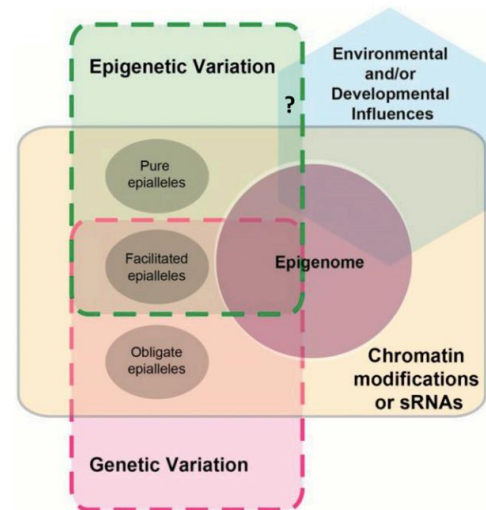 Epigenetic Variation
Environmental
and/or
Developmental
Influences
?
Pure
epialleles
Facilitated
epialleles
Epigenome
Obligate
epialleles
Chromatin
modifications
or sRNAs
Genetic Variation